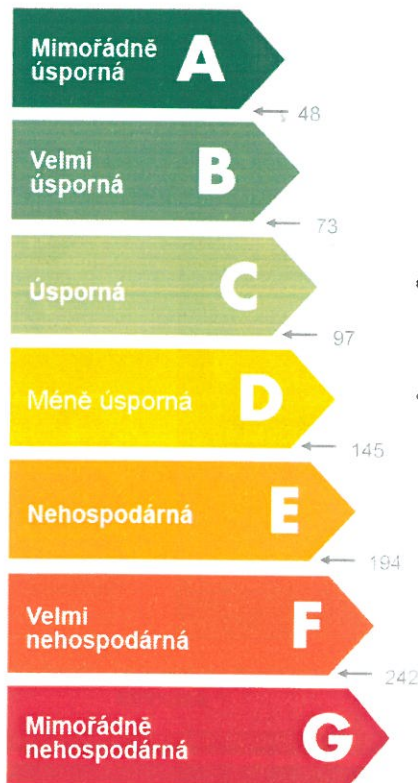 Mimořádně
úsporná
A
48
Velmi
úsporná
B
73
Úsporná
C
97
Méně úsporná
D
145
Nehospodárná
E
194
Velmi
nehospodárná
F
242
Mimořádně
nehospodárná
G